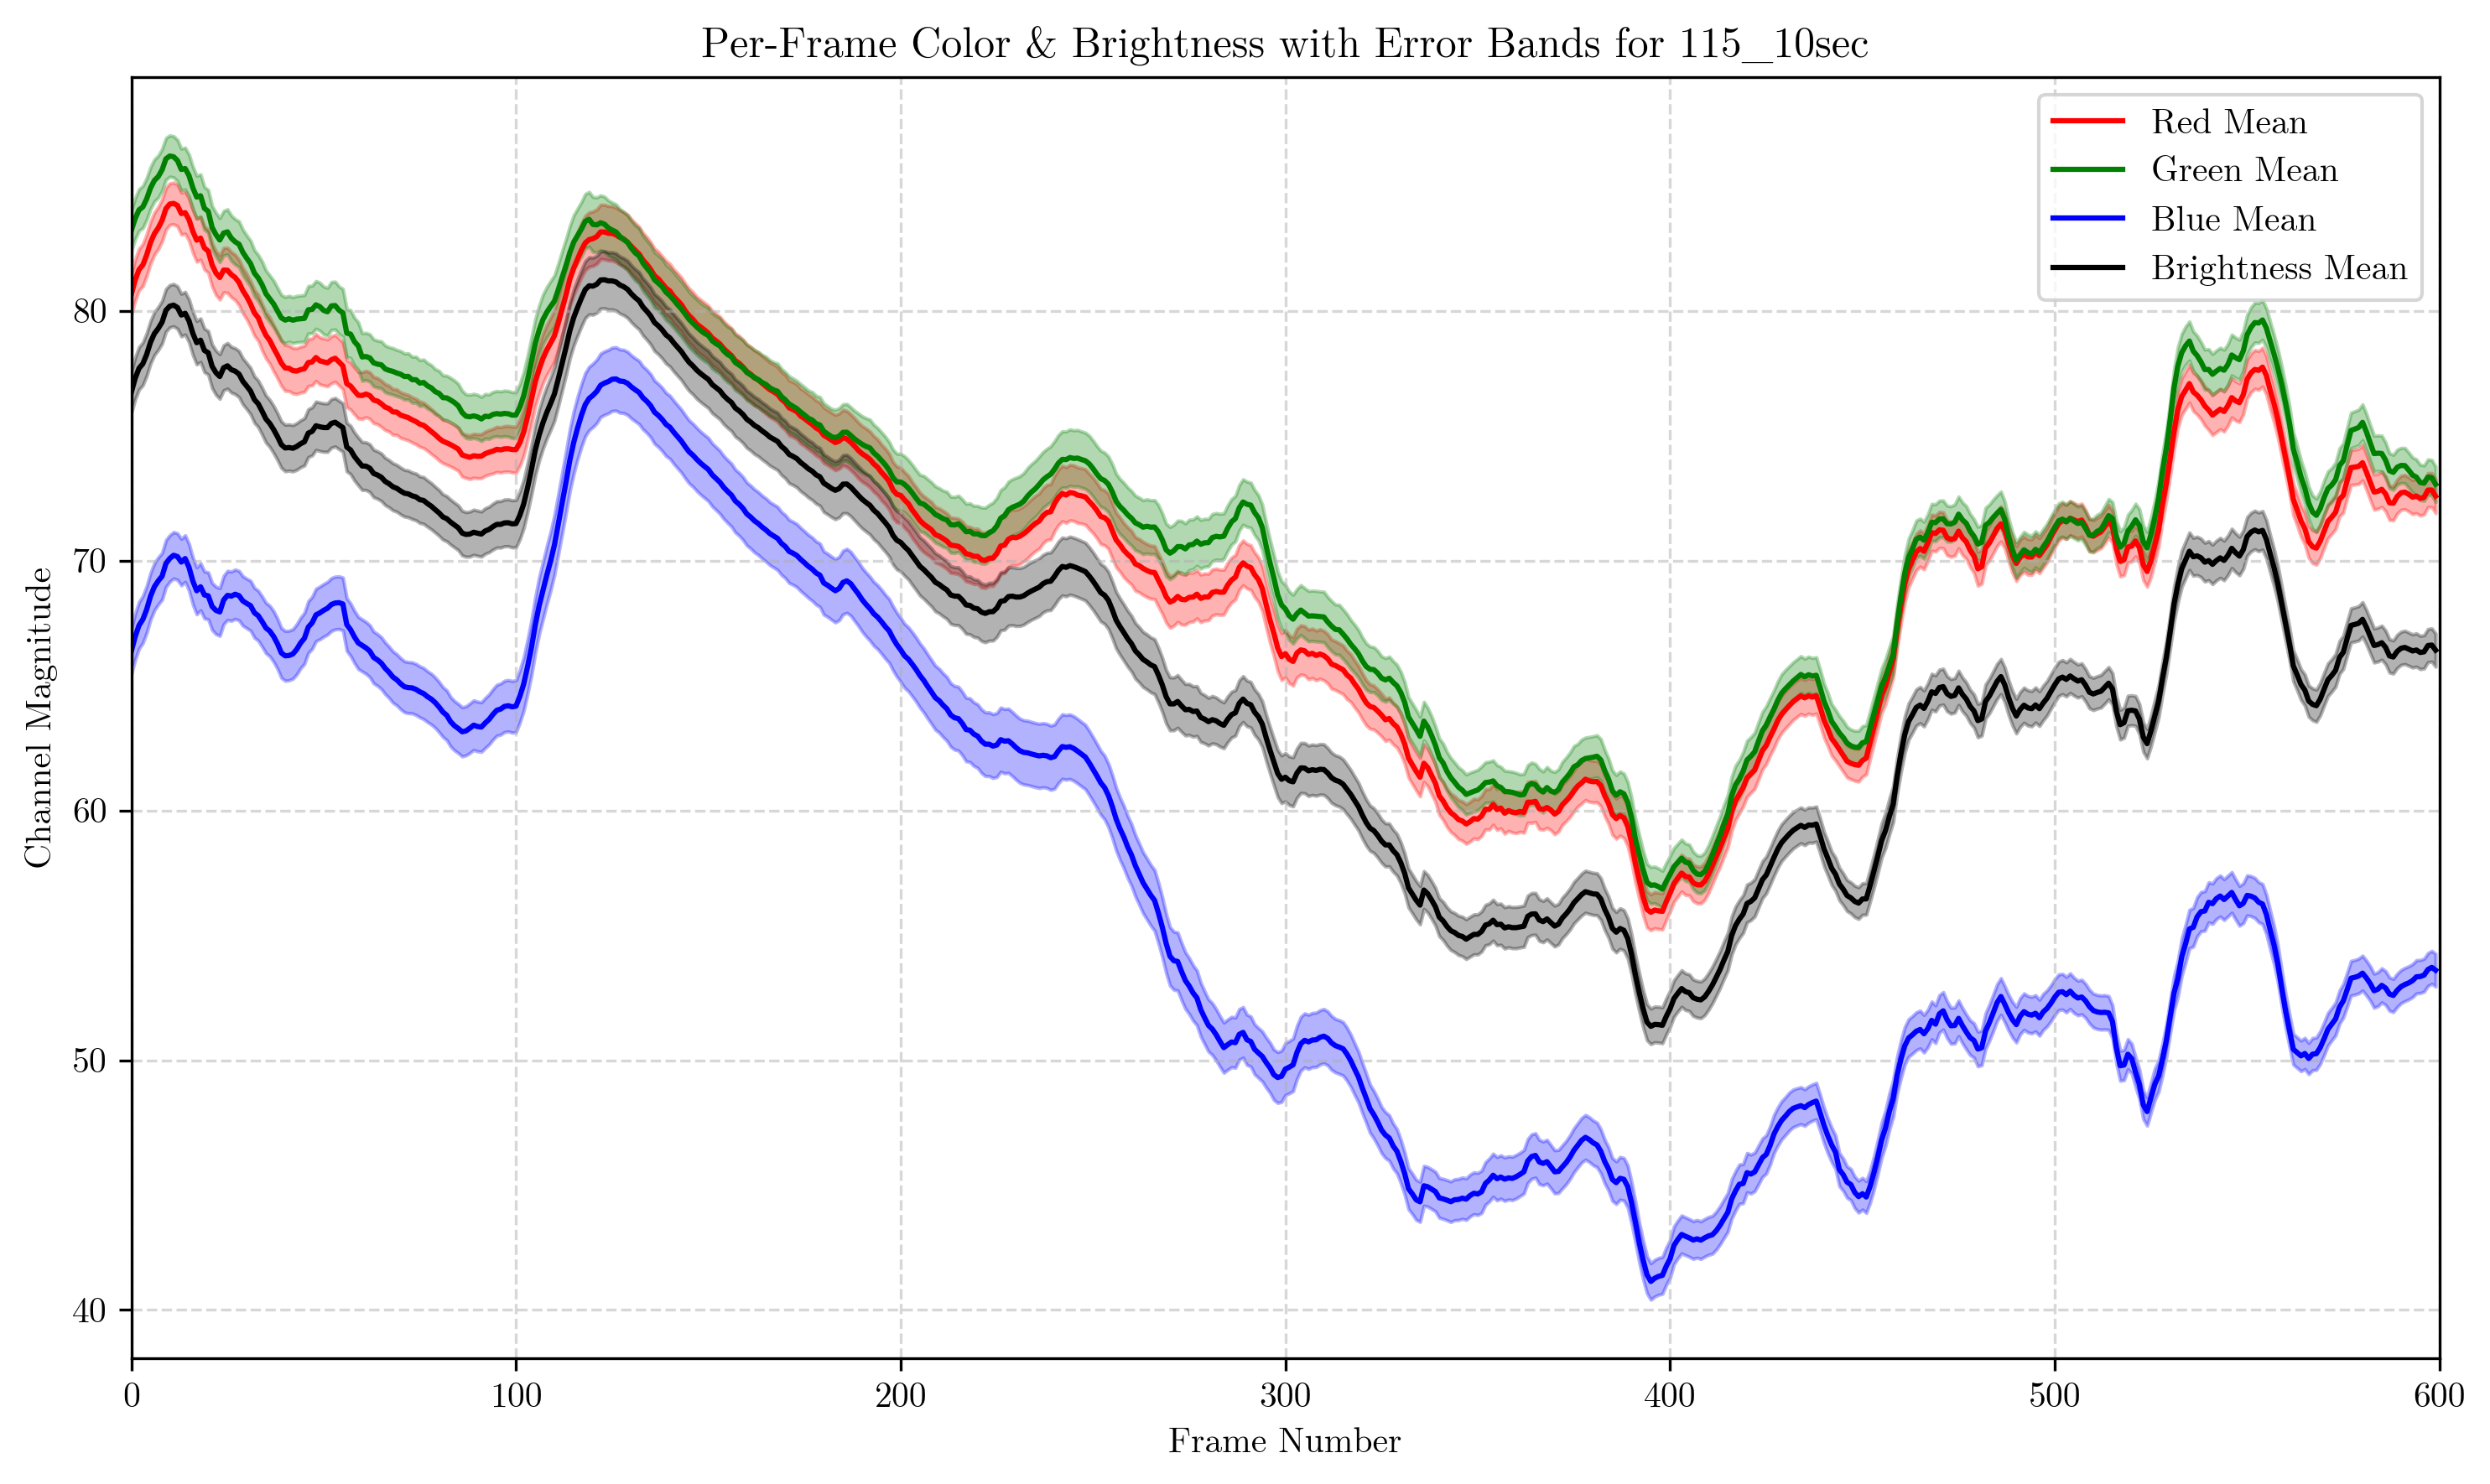 Per-Frame Color & Brightness with Error Bands for 115_10sec
Red Mean
Green Mean
Blue Mean
Brightness Mean
Channel Magnitude
80
70
60
50
40
0 100 200 300 400 500 600
Frame Number